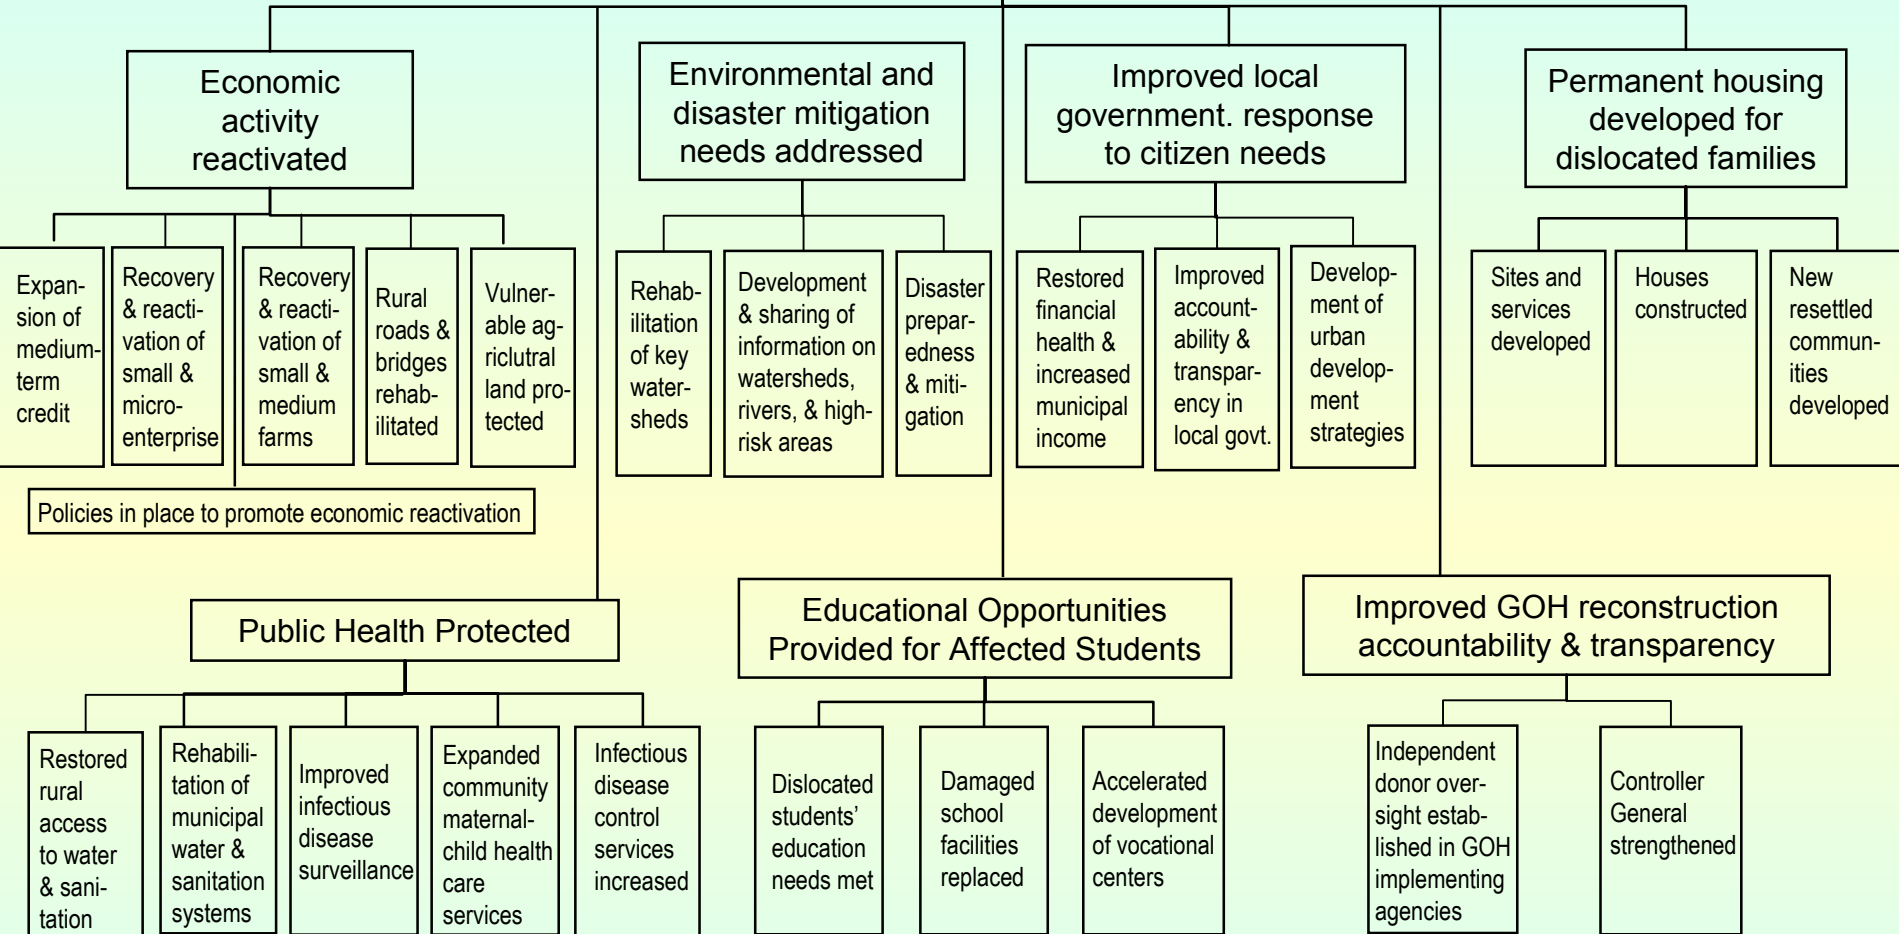 Economic
activity
reactivated
Environmental and
disaster mitigation
needs addressed
Improved local
government. response
to citizen needs
Permanent housing
developed for
dislocated families
Expan-
sion of
medium-
term
credit
Recovery
& reacti-
vation of
small &
micro-
enterprise
Recovery
& reacti-
vation of
small &
medium
farms
Rural
roads &
bridges
rehab-
ilitated
Vulner-
able ag-
riclutral
land pro-
tected
Rehab-
ilitation
of key
water-
sheds
Development
& sharing of
information on
watersheds,
rivers, & high-
risk areas
Disaster
prepar-
edness
& miti-
gation
Restored
financial
health &
increased
municipal
income
Improved
account-
ability &
transpar-
ency in
local govt.
Develop-
ment of
urban
develop-
ment
strategies
Sites and
services
developed
Houses
constructed
New
resettled
commun-
ities
developed
Policies in place to promote economic reactivation
Public Health Protected
Educational Opportunities
Provided for Affected Students
Improved GOH reconstruction
accountability & transparency
Restored
rural
access
to water
& sani-
tation
Rehabili-
tation of
municipal
water &
sanitation
systems
Improved
infectious
disease
surveillance
Expanded
community
maternal-
child health
care
services
Infectious
disease
control
services
increased
Dislocated
students’
education
needs met
Damaged
school
facilities
replaced
Accelerated
development
of vocational
centers
Independent
donor over-
sight estab-
lished in GOH
implementing
agencies
Controller
General
strengthened